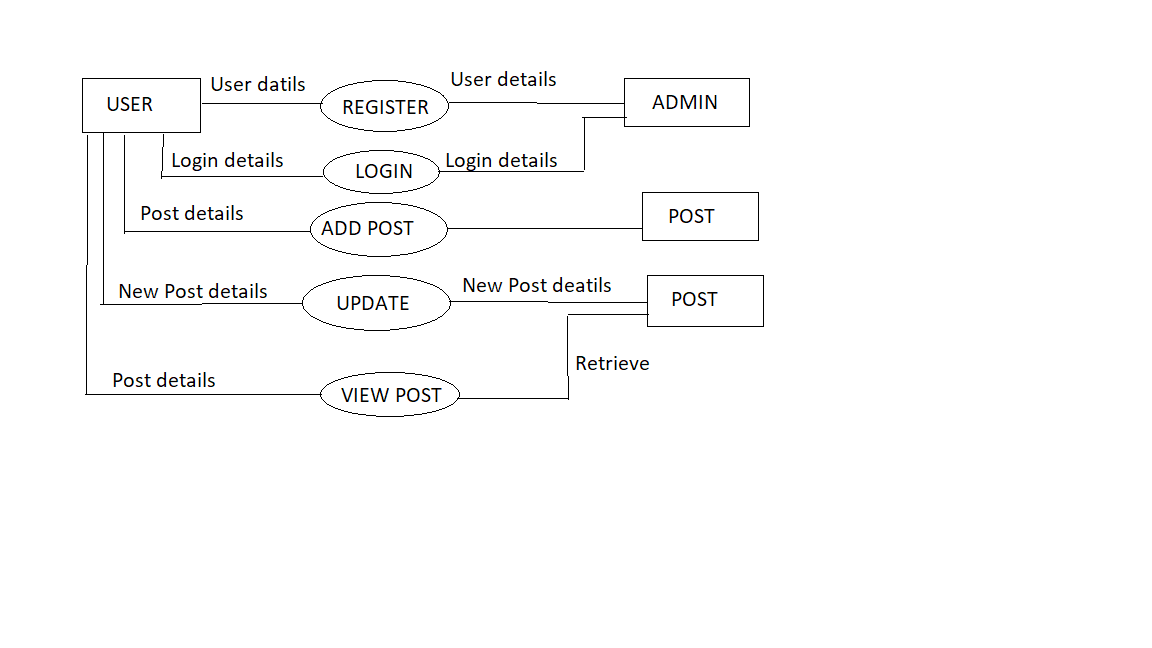 USER
User datils
REGISTER
User details
ADMIN
Login details
LOGIN
Login details
Post details
ADD POST
POST
New Post details
UPDATE
New Post deatils
POST
Retrieve
Post details
VIEW POST